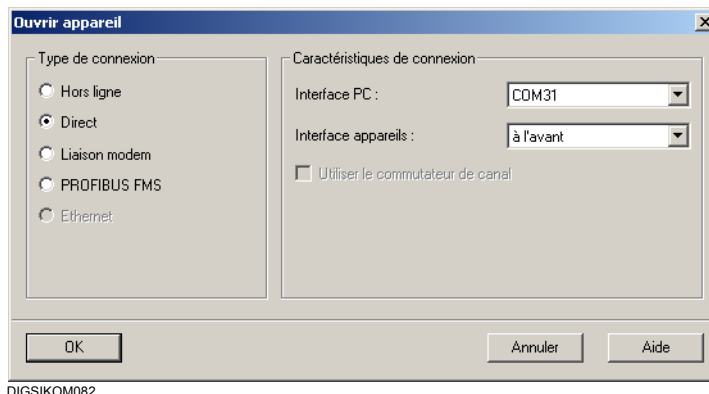 Ouvrir appareil
Type de connexion
Hors ligne
Direct
Liaison modem
PROFIBUS FMS
Ethernet
Caractéristiques de connexion
Interface PC :
COM31
Interface appareils :
à l'avant
Utiliser le commutateur de canal
OK
Annuler
Aide
DIGSIKOM082